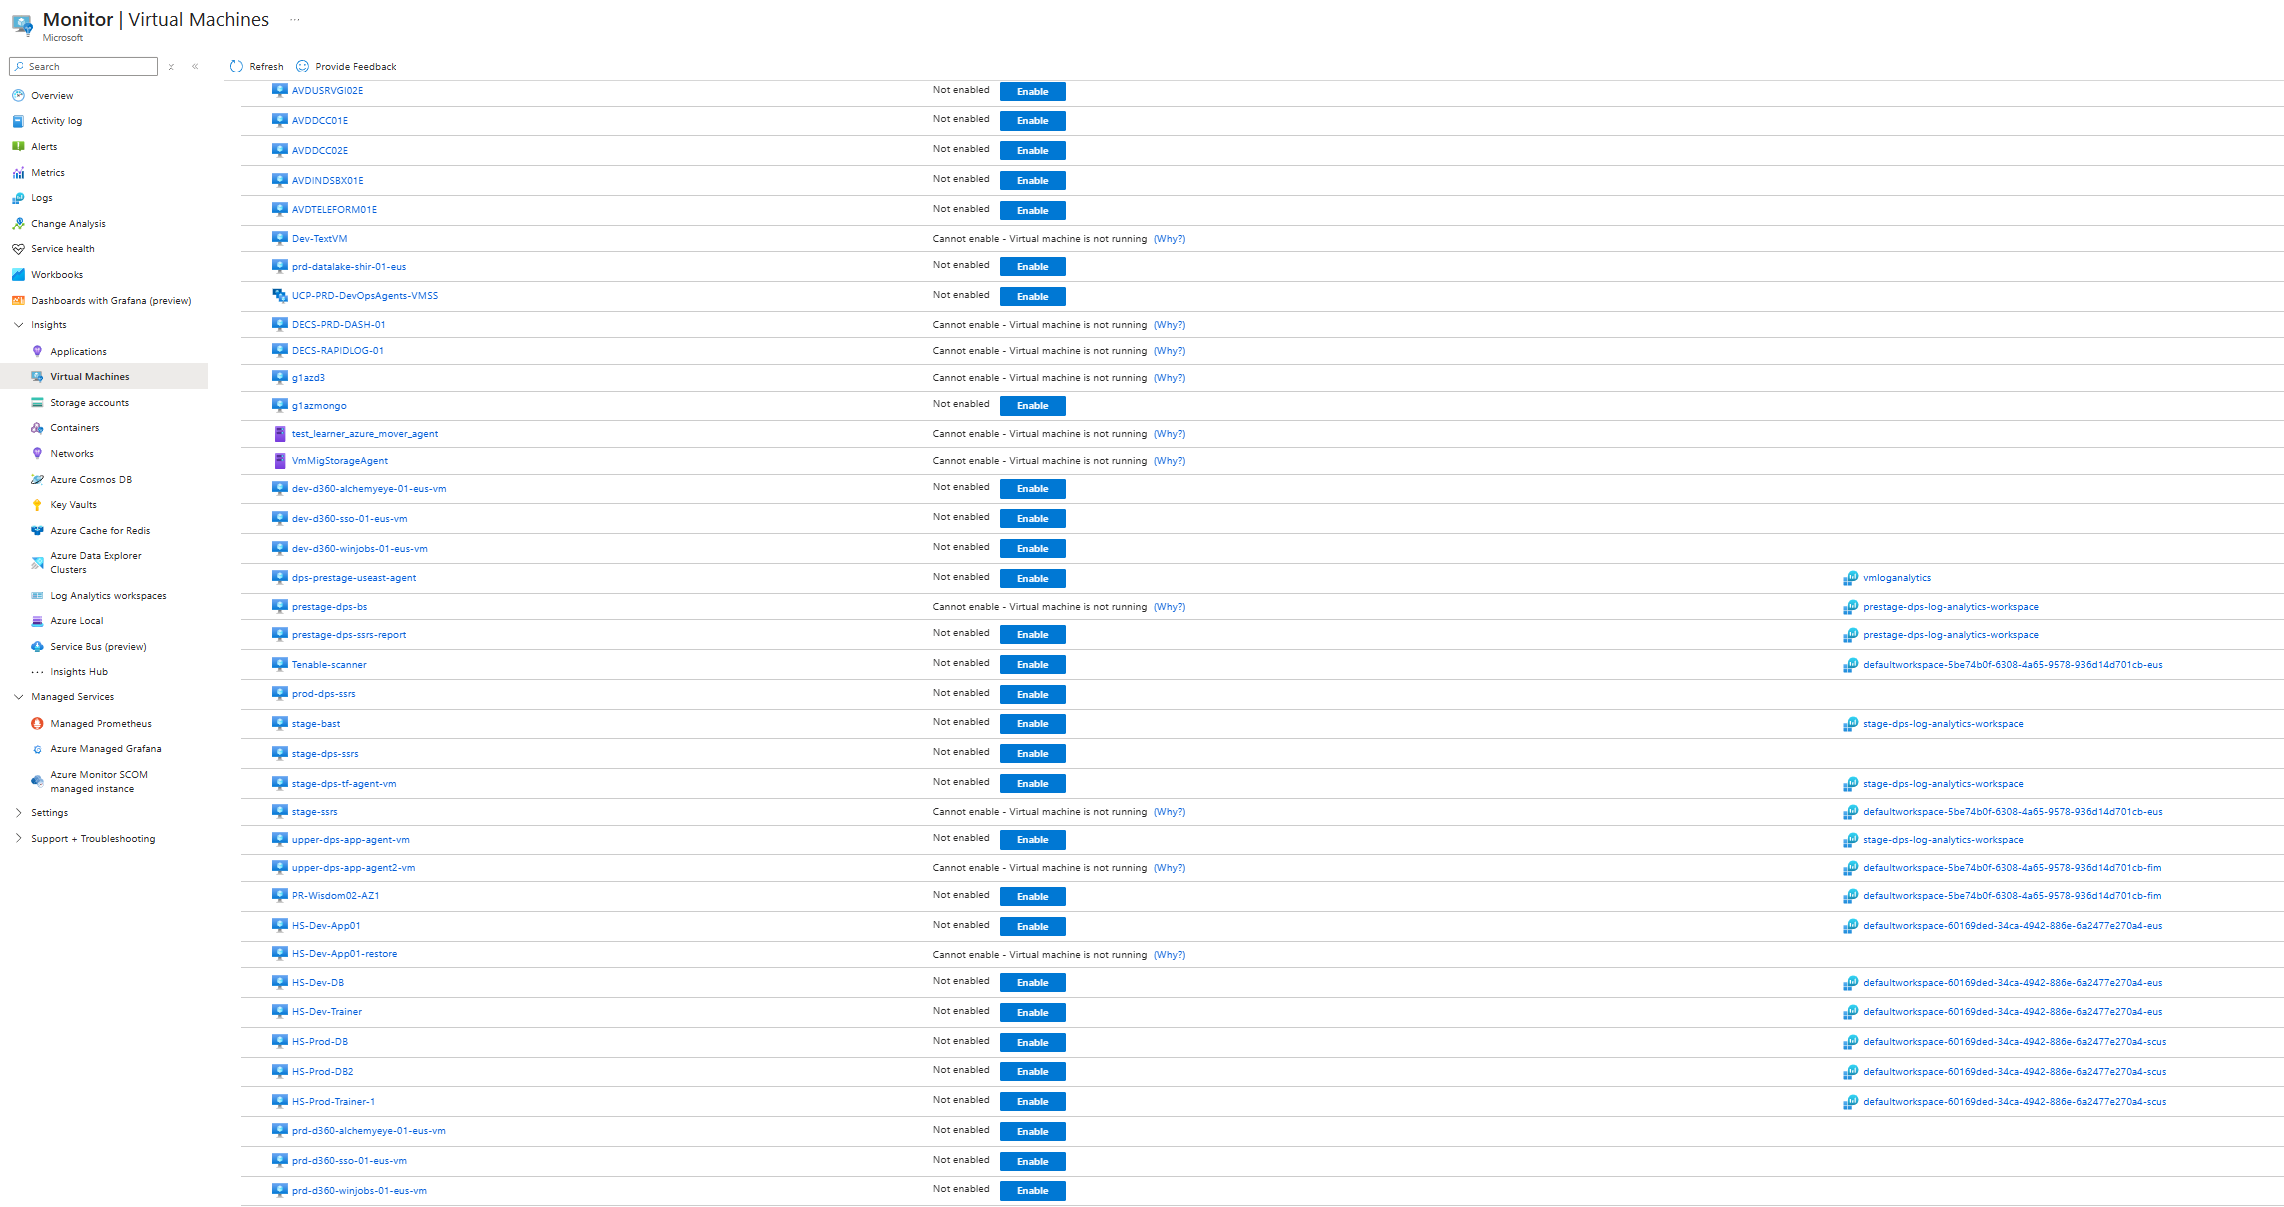 Monitor | Virtual Machines ...
Microsoft
Search
Refresh Provide Feedback
Overview
Activity log
Alerts
Metrics
Logs
Change Analysis
Service health
Workbooks
Dashboards with Grafana (preview)
Insights
Applications
Virtual Machines
Storage accounts
Containers
Networks
Azure Cosmos DB
Key Vaults
Azure Cache for Redis
Azure Data Explorer
Clusters
Log Analytics workspaces
Azure Local
Service Bus (preview)
Insights Hub
Managed Services
Managed Prometheus
Azure Managed Grafana
Azure Monitor SCOM
managed instance
Settings
Support + Troubleshooting
AVDUSRVGI02E Not enabled Enable
AVDDCC01E Not enabled Enable
AVDDCC02E Not enabled Enable
AVDINDSBX01E Not enabled Enable
AVDTELEFORM01E Not enabled Enable
Dev-TextVM Cannot enable - Virtual machine is not running (Why?)
prd-datalake-shir-01-eus Not enabled Enable
UCP-PRD-DevOpsAgents-VMSS Not enabled Enable
DECS-PRD-DASH-01 Cannot enable - Virtual machine is not running (Why?)
DECS-RAPIDLOG-01 Cannot enable - Virtual machine is not running (Why?)
g1azd3 Cannot enable - Virtual machine is not running (Why?)
g1azmongo Not enabled Enable
test_learner_azure_mover_agent Cannot enable - Virtual machine is not running (Why?)
VmMigStorageAgent Cannot enable - Virtual machine is not running (Why?)
dev-d360-alchemyeye-01-eus-vm Not enabled Enable
dev-d360-sso-01-eus-vm Not enabled Enable
dev-d360-winjobs-01-eus-vm Not enabled Enable
dps-prestage-useast-agent Not enabled Enable vmloganalytics
prestage-dps-bs Cannot enable - Virtual machine is not running (Why?) prestage-dps-log-analytics-workspace
prestage-dps-ssrs-report Not enabled Enable prestage-dps-log-analytics-workspace
Tenable-scanner Not enabled Enable defaultworkspace-5be74b0f-6308-4a65-9578-936d14d701cb-eus
prod-dps-ssrs Not enabled Enable
stage-bast Not enabled Enable stage-dps-log-analytics-workspace
stage-dps-ssrs Not enabled Enable
stage-dps-tf-agent-vm Not enabled Enable stage-dps-log-analytics-workspace
stage-ssrs Cannot enable - Virtual machine is not running (Why?) defaultworkspace-5be74b0f-6308-4a65-9578-936d14d701cb-eus
upper-dps-app-agent-vm Not enabled Enable stage-dps-log-analytics-workspace
upper-dps-app-agent2-vm Cannot enable - Virtual machine is not running (Why?) defaultworkspace-5be74b0f-6308-4a65-9578-936d14d701cb-fim
PR-Wisdom02-AZ1 Not enabled Enable defaultworkspace-5be74b0f-6308-4a65-9578-936d14d701cb-fim
HS-Dev-App01 Not enabled Enable defaultworkspace-60169ded-34ca-4942-886e-6a2477e270a4-eus
HS-Dev-App01-restore Cannot enable - Virtual machine is not running (Why?)
HS-Dev-DB Not enabled Enable defaultworkspace-60169ded-34ca-4942-886e-6a2477e270a4-eus
HS-Dev-Trainer Not enabled Enable defaultworkspace-60169ded-34ca-4942-886e-6a2477e270a4-eus
HS-Prod-DB Not enabled Enable defaultworkspace-60169ded-34ca-4942-886e-6a2477e270a4-scus
HS-Prod-DB2 Not enabled Enable defaultworkspace-60169ded-34ca-4942-886e-6a2477e270a4-scus
HS-Prod-Trainer-1 Not enabled Enable defaultworkspace-60169ded-34ca-4942-886e-6a2477e270a4-scus
prd-d360-alchemyeye-01-eus-vm Not enabled Enable
prd-d360-sso-01-eus-vm Not enabled Enable
prd-d360-winjobs-01-eus-vm Not enabled Enable